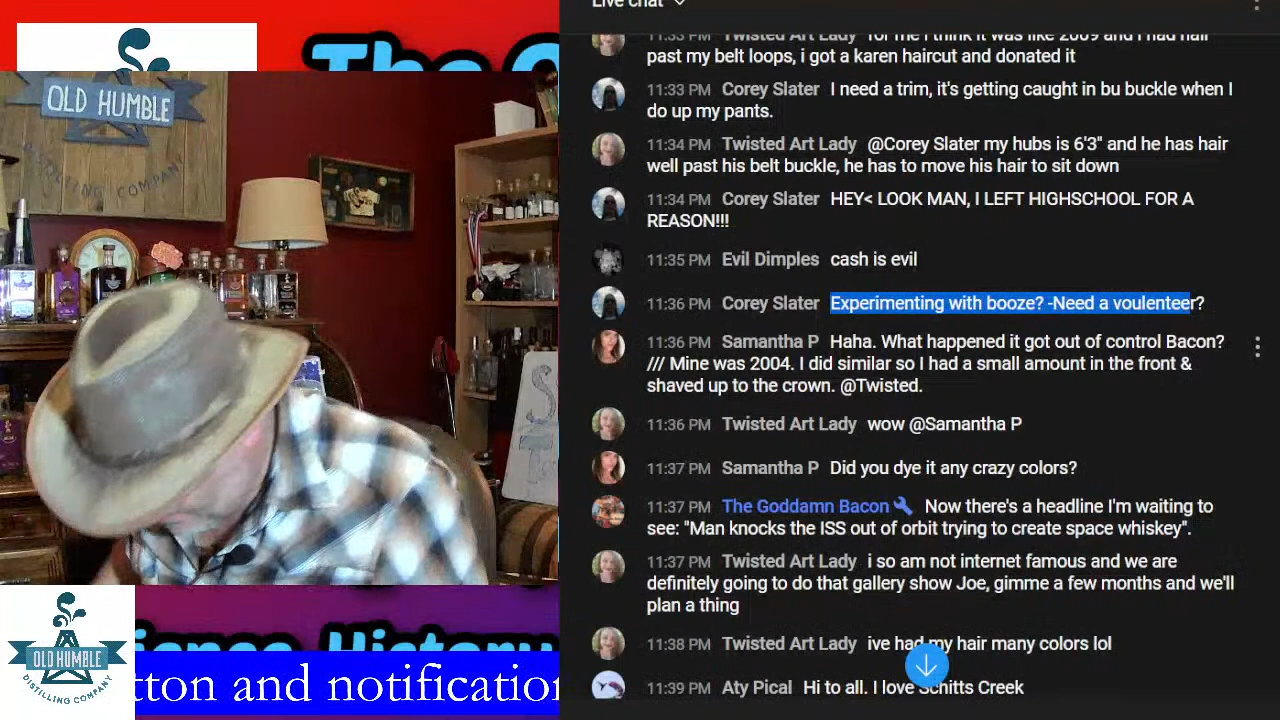 The
OLD HUMBLE
DISTILLING COMPANY
OLD HUMBLE
DISTILLING COMPANY
ience, History
tton and notification
Live chat
11:33 PM Twisted Art Lady for me i think it was like 2009 and i had hair
past my belt loops, i got a karen haircut and donated it
11:33 PM Corey Slater I need a trim, it's getting caught in bu buckle when I
do up my pants.
11:34 PM Twisted Art Lady @Corey Slater my hubs is 6'3" and he has hair
well past his belt buckle, he has to move his hair to sit down
11:34 PM Corey Slater HEY< LOOK MAN, I LEFT HIGHSCHOOL FOR A
REASON!!!
11:35 PM Evil Dimples cash is evil
11:36 PM Corey Slater Experimenting with booze? -Need a voulenteer?
11:36 PM Samantha P Haha. What happened it got out of control Bacon?
/// Mine was 2004. I did similar so I had a small amount in the front &
shaved up to the crown. @Twisted.
11:36 PM Twisted Art Lady wow @Samantha P
11:37 PM Samantha P Did you dye it any crazy colors?
11:37 PM The Goddamn Bacon Now there's a headline I'm waiting to
see: "Man knocks the ISS out of orbit trying to create space whiskey".
11:37 PM Twisted Art Lady i so am not internet famous and we are
definitely going to do that gallery show Joe, gimme a few months and we'll
plan a thing
11:38 PM Twisted Art Lady ive had my hair many colors lol
11:39 PM Aty Pical Hi to all. I love Schitts Creek